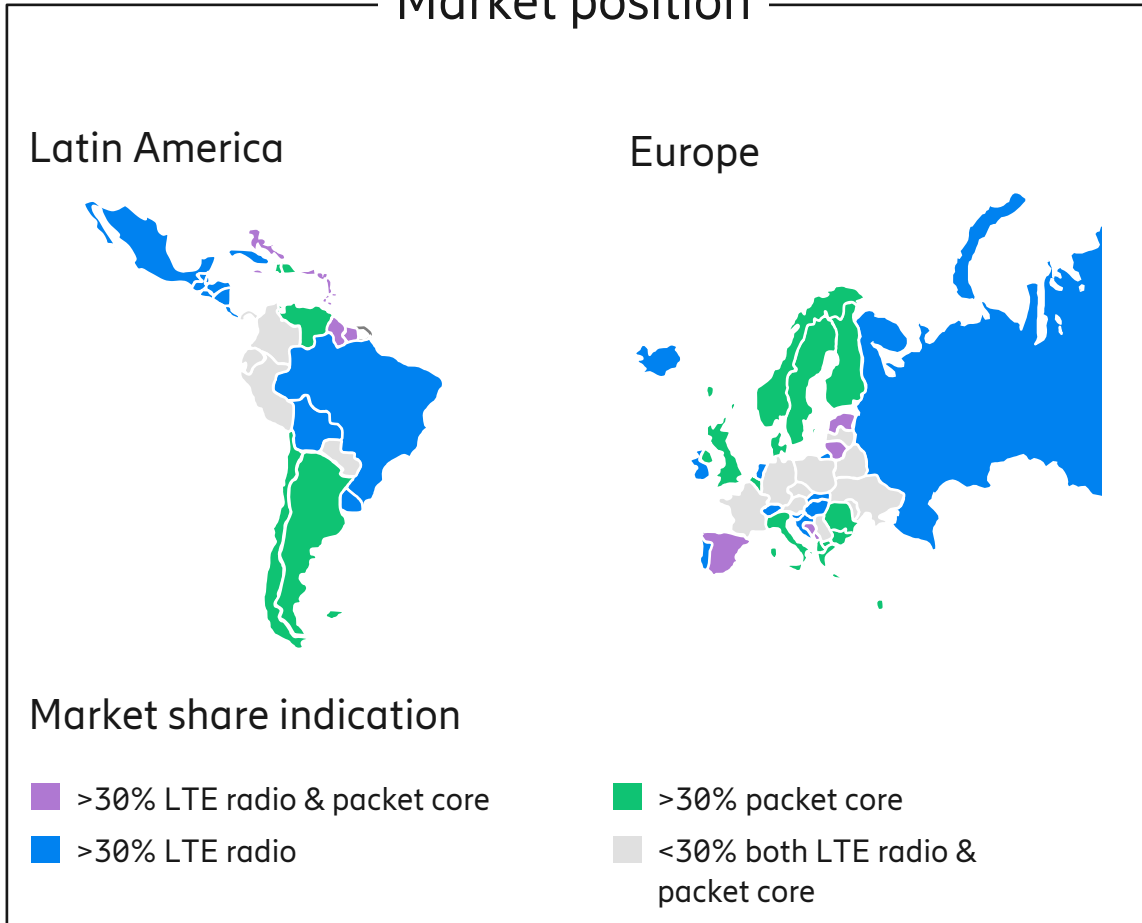 Market position
Latin America
Europe
Market share indication
>30% LTE radio & packet core
>30% LTE radio
>30% packet core
<30% both LTE radio &
packet core